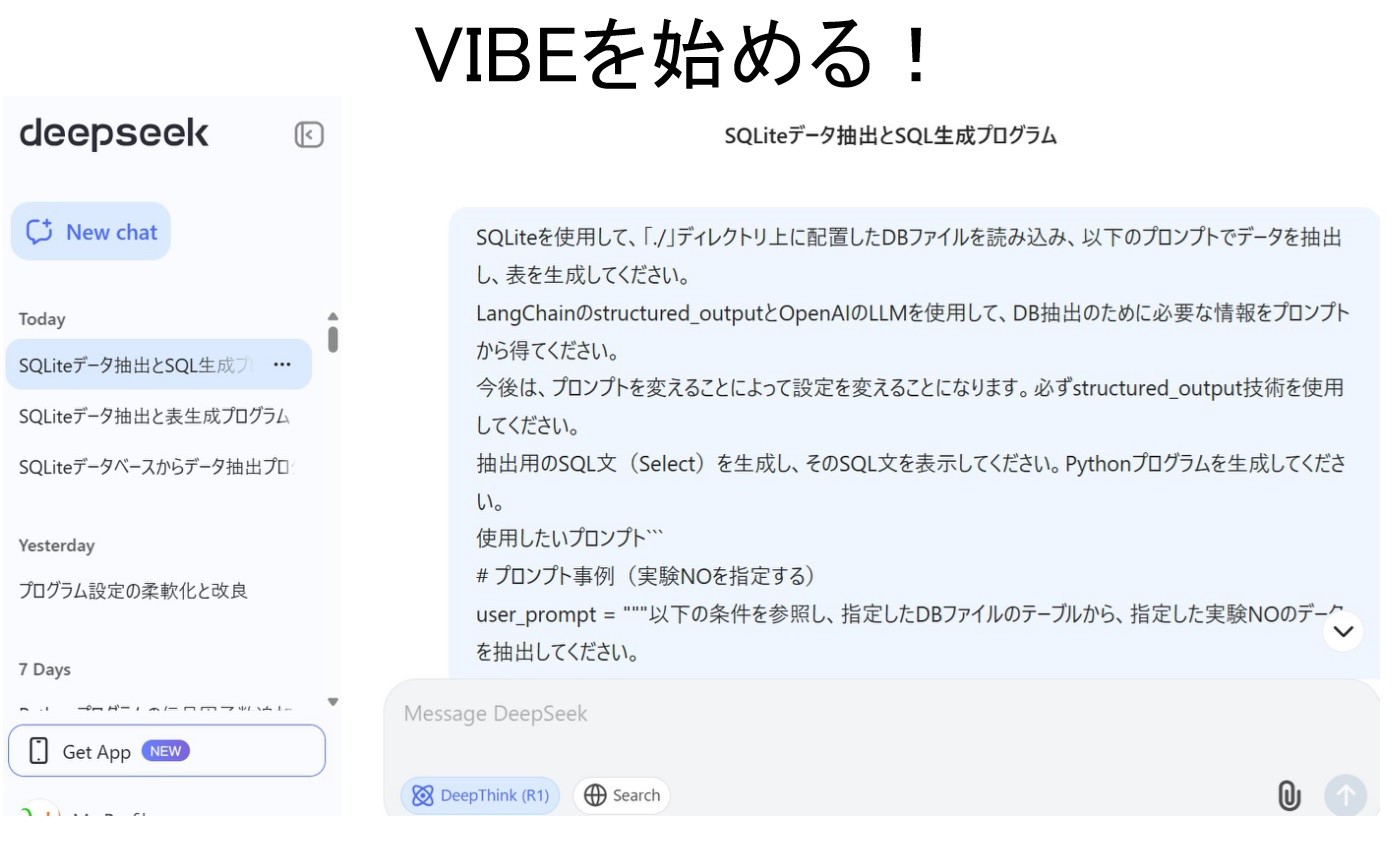 VIBEを始める！
deepseek
New chat
Today
SQLiteデータ抽出とSQL生成プ
SQLiteデータ抽出と表生成プログラム
SQLiteデータベースからデータ抽出プロ
Yesterday
プログラム設定の柔軟化と改良
7 Days
Get App NEW
SQLiteデータ抽出とSQL生成プログラム
SQLiteを使用して、「./」ディレクトリ上に配置したDBファイルを読み込み、以下のプロンプトでデータを抽出
し、表を生成してください。
LangChainのstructured_outputとOpenAIのLLMを使用して、DB抽出のために必要な情報をプロンプト
から得てください。
今後は、プロンプトを変えることによって設定を変えることになります。必ずstructured_output技術を使用
してください。
抽出用のSQL文（Select）を生成し、そのSQL文を表示してください。Pythonプログラムを生成してくださ
い。
使用したいプロンプト```
# プロンプト事例（実験NOを指定する）
user_prompt = """以下の条件を参照し、指定したDBファイルのテーブルから、指定した実験NOのデータ
を抽出してください。
Message DeepSeek
DeepThink (R1)
Search